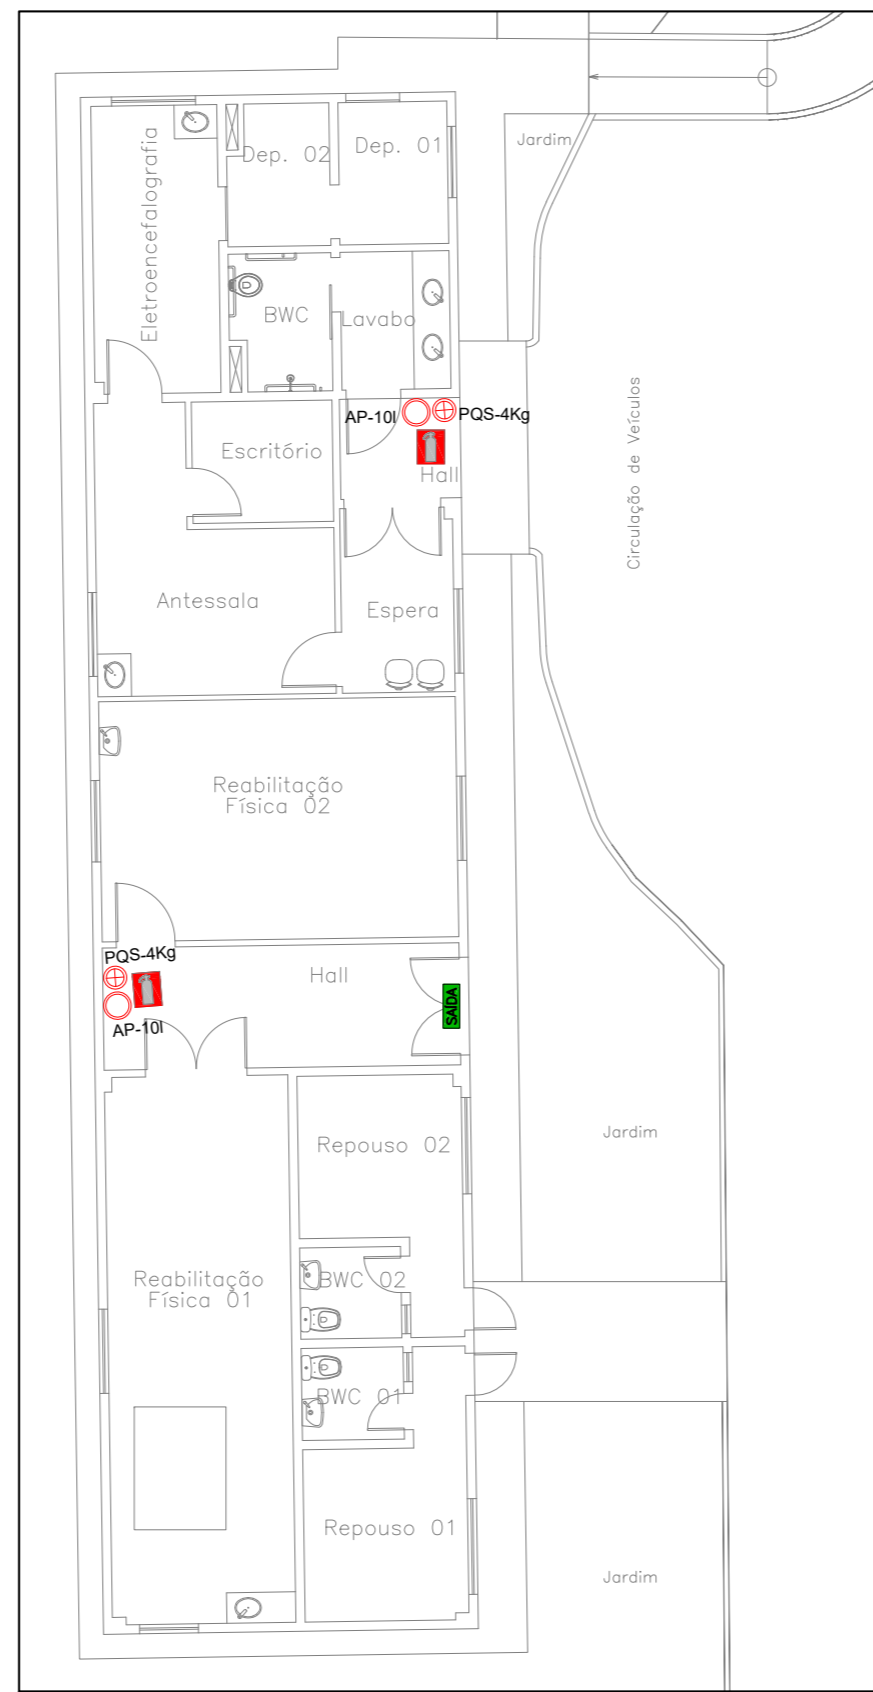 Jardim
Eletroencefalografia
Dep. 02
Dep. 01
BWC
Lavabo
AP-10l
PQS-4Kg
Escritório
Hall
Circulação de Veículos
Antessala
Espera
Reabilitação
Física 02
PQS-4Kg
AP-10l
Hall
SAÍDA
Repouso 02
Jardim
Reabilitação
Física 01
BWC 02
BWC 01
Repouso 01
Jardim